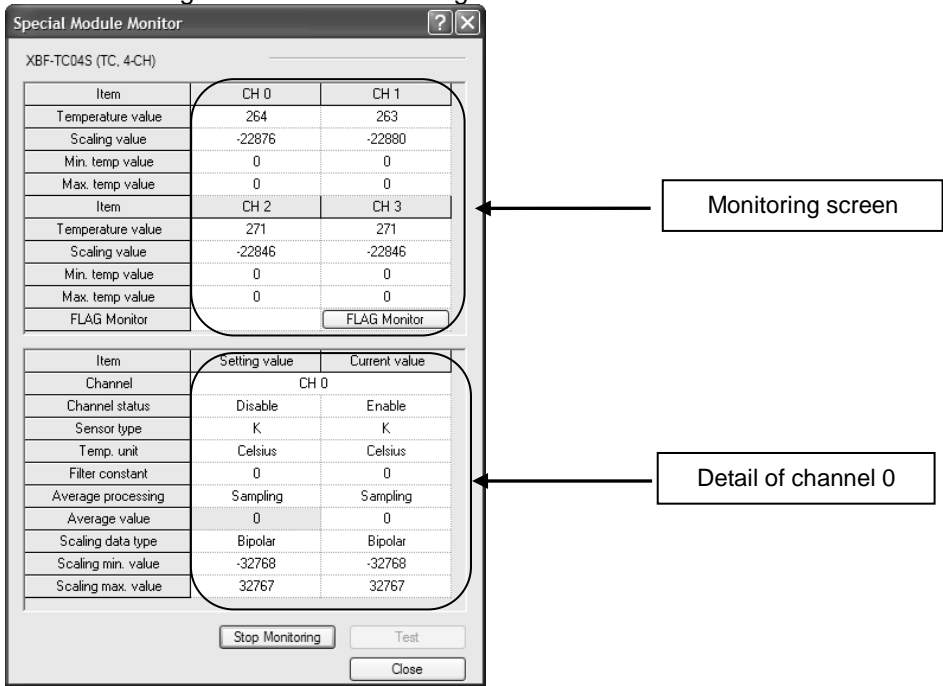 Special Module Monitor
XBF-TC04S (TC, 4-CH)
Item CH 0 CH 1
Temperature value 264 263
Scaling value -22876 -22880
Min. temp value 0 0
Max. temp value 0 0
Item CH 2 CH 3
Temperature value 271 271
Scaling value -22846 -22846
Min. temp value 0 0
Max. temp value 0 0
FLAG Monitor FLAG Monitor
Monitoring screen
Item Setting value Current value
Channel CH 0
Channel status Disable Enable
Sensor type K K
Temp. unit Celsius Celsius
Filter constant 0 0
Average processing Sampling Sampling
Average value 0 0
Scaling data type Bipolar Bipolar
Scaling min. value -32768 -32768
Scaling max. value 32767 32767
Detail of channel 0
Stop Monitoring Test
Close